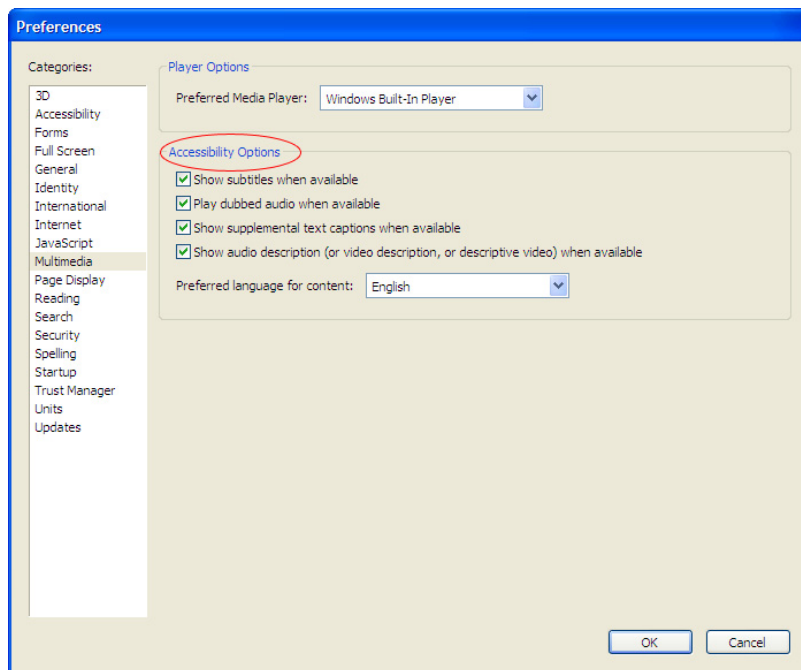 Preferences
Categories:
3D
Accessibility
Forms
Full Screen
General
Identity
International
Internet
JavaScript
Multimedia
Page Display
Reading
Search
Security
Spelling
Startup
Trust Manager
Units
Updates
Player Options
Preferred Media Player: Windows Built-In Player
Accessibility Options
Show subtitles when available
Play dubbed audio when available
Show supplemental text captions when available
Show audio description (or video description, or descriptive video) when available
Preferred language for content: English
OK Cancel